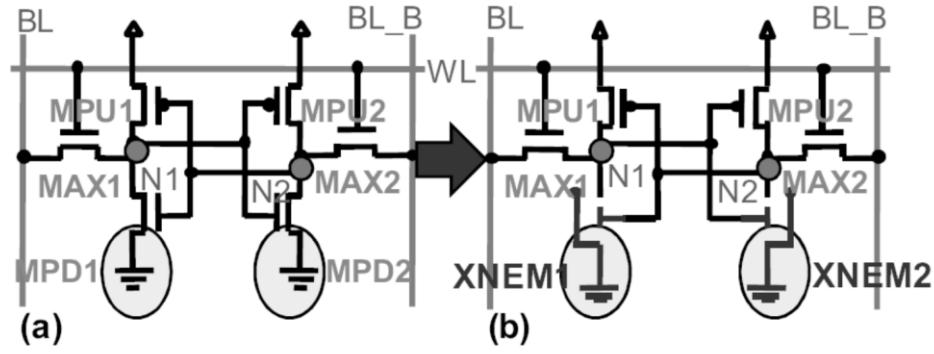 BL BL_B BL BL_B
WL
MPU1 MPU2 MPU1 MPU2
MAX1 N1 N2 MAX2 MAX1 N1 N2 MAX2
MPD1 MPD2 XNEM1 XNEM2
(a) (b)